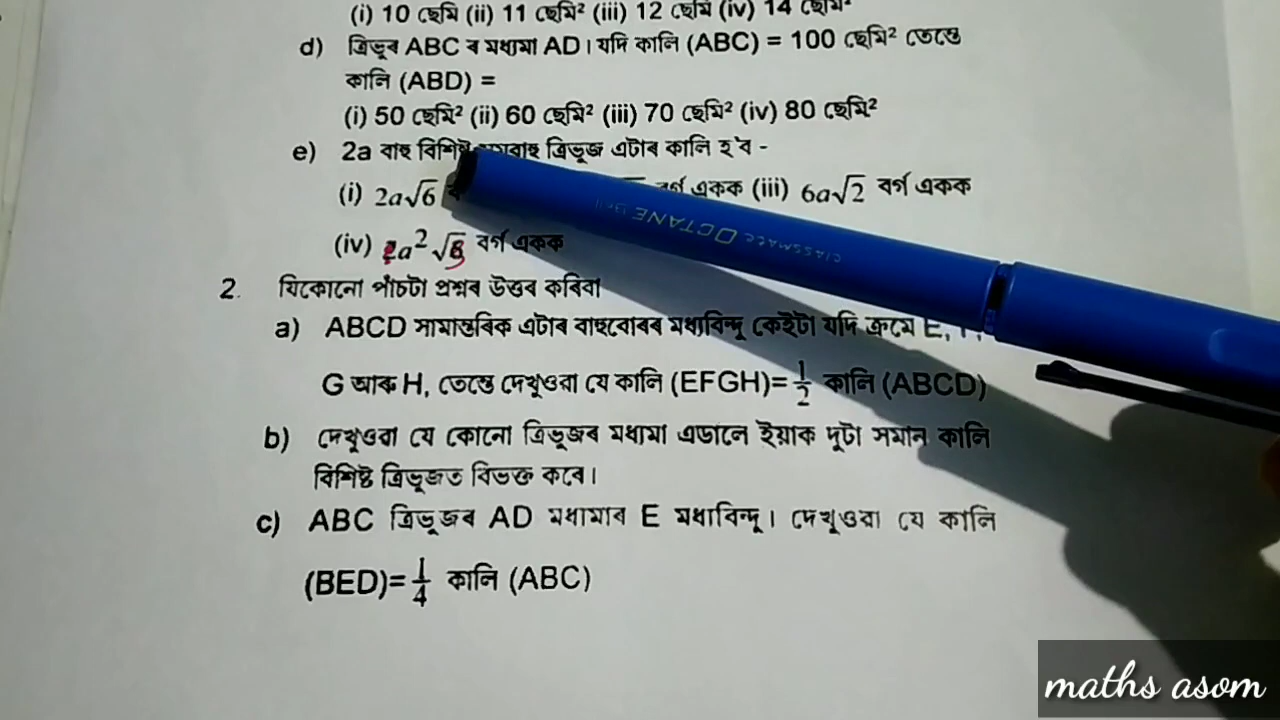 (i) 10 ছেমি (ii) 11 ছেমি² (iii) 12 ছেমি (iv) 14 ছেমি²
d) ত্ৰিভূৰ ABC ৰ মধ্যমা AD। যদি কালি (ABC) = 100 ছেমি² তেন্তে
কালি (ABD) =
(i) 50 ছেমি² (ii) 60 ছেমি² (iii) 70 ছেমি² (iv) 80 ছেমি²
e) 2a বাহু বিশিষ্ট ত্ৰিভূজ এটাৰ কালি হ'ব -
(i) 2a√6 বৰ্গ একক (iii) 6a√2 বৰ্গ একক
(iv) a²√3 বৰ্গ একক
2. যিকোনো পাঁচটা প্ৰশ্নৰ উত্তৰ কৰিবা
a) ABCD সামান্তৰিক এটাৰ বাহুবোৰৰ মধ্যবিন্দু কেইটা যদি ক্ৰমে E,
G আৰু H, তেন্তে দেখুওৱা যে কালি (EFGH)= 1/2 কালি (ABCD)
b) দেখুওৱা যে কোনো ত্ৰিভূজৰ মধ্যমা এডালে ইয়াক দুটা সমান কালি
বিশিষ্ট ত্ৰিভূজত বিভক্ত কৰে।
c) ABC ত্ৰিভূজৰ AD মধ্যমাৰ E মধ্যবিন্দু। দেখুওৱা যে কালি
(BED)= 1/4 কালি (ABC)
CLASSMATE OCTANE
maths asom